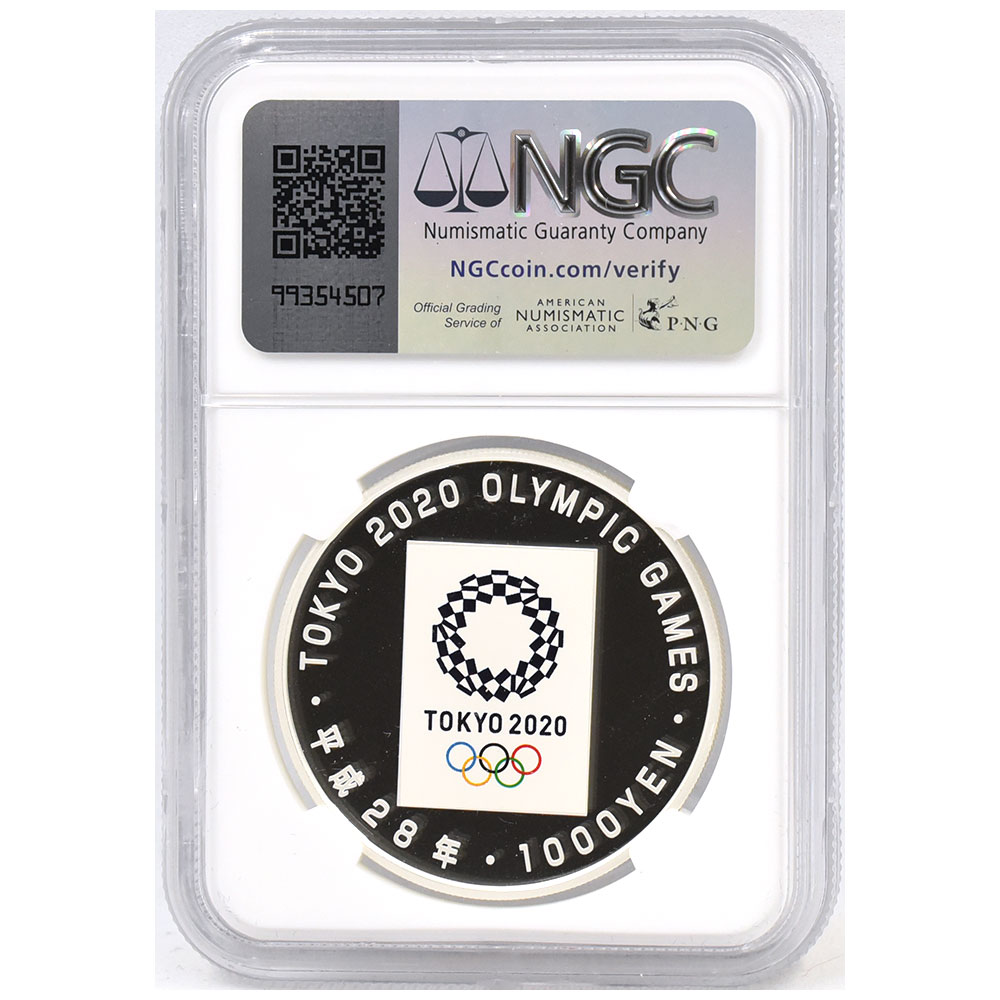 NGC
Numismatic Guaranty Company
NGCcoin.com/verify
99354507
Official Grading
Service of
AMERICAN
NUMISMATIC
ASSOCIATION
P·N·G
· TOKYO 2020 OLYMPIC GAMES ·
平成28年 · 1000YEN
TOKYO 2020